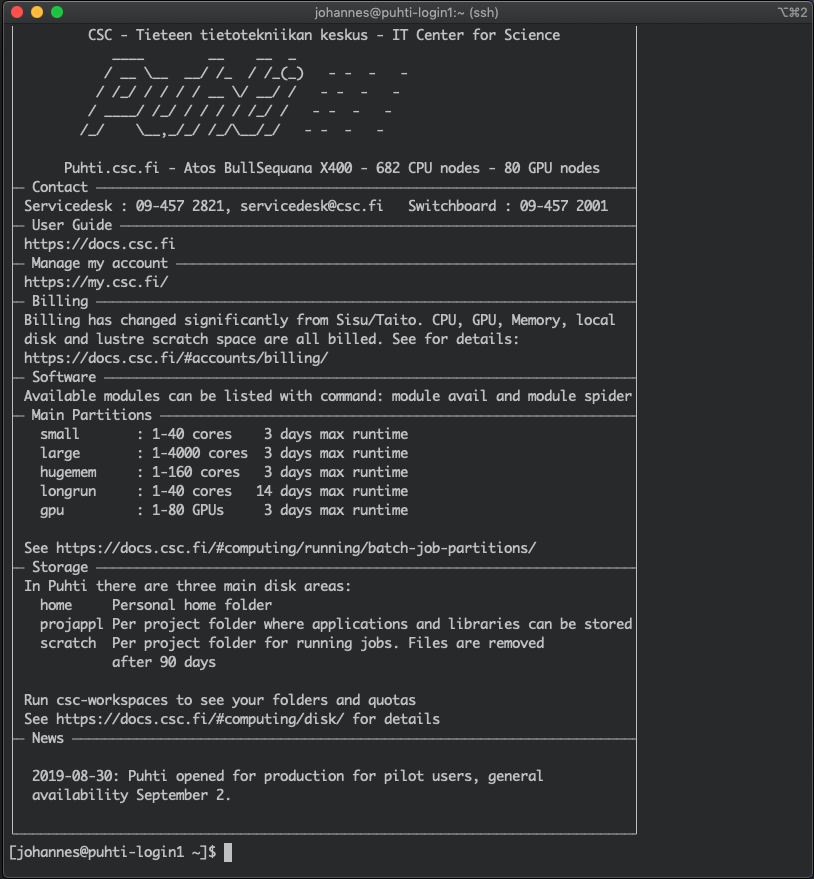 johannes@puhti-login1:~ (ssh)
⌥⌘2
CSC - Tieteen tietotekniikan keskus - IT Center for Science
Puhti
Puhti.csc.fi - Atos BullSequana X400 - 682 CPU nodes - 80 GPU nodes
Contact
Servicedesk : 09-457 2821, servicedesk@csc.fi   Switchboard : 09-457 2001
User Guide
https://docs.csc.fi
Manage my account
https://my.csc.fi/
Billing
Billing has changed significantly from Sisu/Taito. CPU, GPU, Memory, local
disk and lustre scratch space are all billed. See for details:
https://docs.csc.fi/#accounts/billing/
Software
Available modules can be listed with command: module avail and module spider
Main Partitions
small       : 1-40 cores    3 days max runtime
large       : 1-4000 cores  3 days max runtime
hugemem     : 1-160 cores   3 days max runtime
longrun     : 1-40 cores   14 days max runtime
gpu         : 1-80 GPUs     3 days max runtime
See https://docs.csc.fi/#computing/running/batch-job-partitions/
Storage
In Puhti there are three main disk areas:
home     Personal home folder
projappl Per project folder where applications and libraries can be stored
scratch  Per project folder for running jobs. Files are removed
after 90 days
Run csc-workspaces to see your folders and quotas
See https://docs.csc.fi/#computing/disk/ for details
News
2019-08-30: Puhti opened for production for pilot users, general
availability September 2.
[johannes@puhti-login1 ~]$